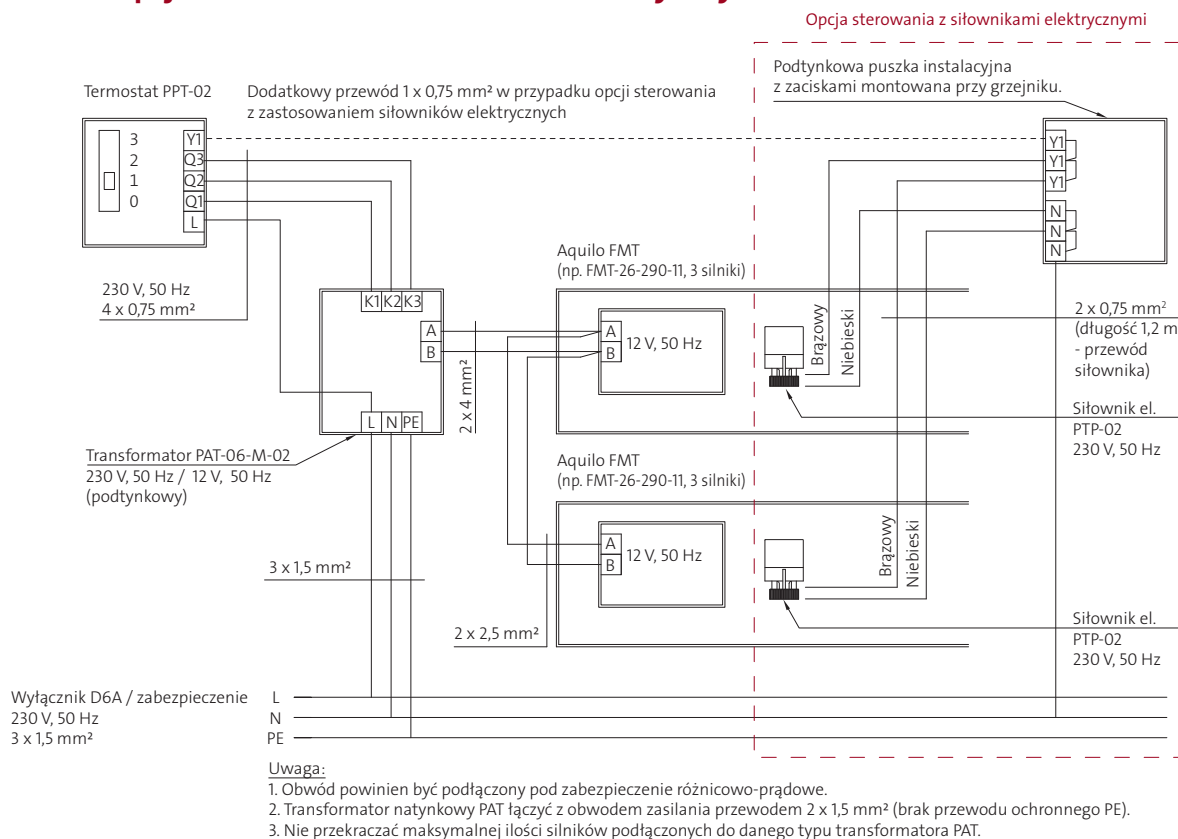 Opcja sterowania z siłownikami elektrycznymi
Podtynkowa puszka instalacyjna
z zaciskami montowana przy grzejniku.
Termostat PPT-02
Dodatkowy przewód 1 x 0,75 mm² w przypadku opcji sterowania
z zastosowaniem siłowników elektrycznych
3
2
1
0
Y1
Q3
Q2
Q1
L
Y1
Y1
Y1
N
N
N
230 V, 50 Hz
4 x 0,75 mm²
K1 K2 K3
A
B
L N PE
2 x 4 mm²
Transformator PAT-06-M-02
230 V, 50 Hz / 12 V, 50 Hz
(podtynkowy)
Aquilo FMT
(np. FMT-26-290-11, 3 silniki)
A
B
12 V, 50 Hz
Brązowy
Niebieski
2 x 0,75 mm²
(długość 1,2 m
- przewód
siłownika)
Siłownik el.
PTP-02
230 V, 50 Hz
Aquilo FMT
(np. FMT-26-290-11, 3 silniki)
A
B
12 V, 50 Hz
Brązowy
Niebieski
Siłownik el.
PTP-02
230 V, 50 Hz
3 x 1,5 mm²
2 x 2,5 mm²
Wyłącznik D6A / zabezpieczenie
230 V, 50 Hz
3 x 1,5 mm²
L
N
PE
Uwaga:
1. Obwód powinien być podłączony pod zabezpieczenie różnicowo-prądowe.
2. Transformator natynkowy PAT łączyć z obwodem zasilania przewodem 2 x 1,5 mm² (brak przewodu ochronnego PE).
3. Nie przekraczać maksymalnej ilości silników podłączonych do danego typu transformatora PAT.